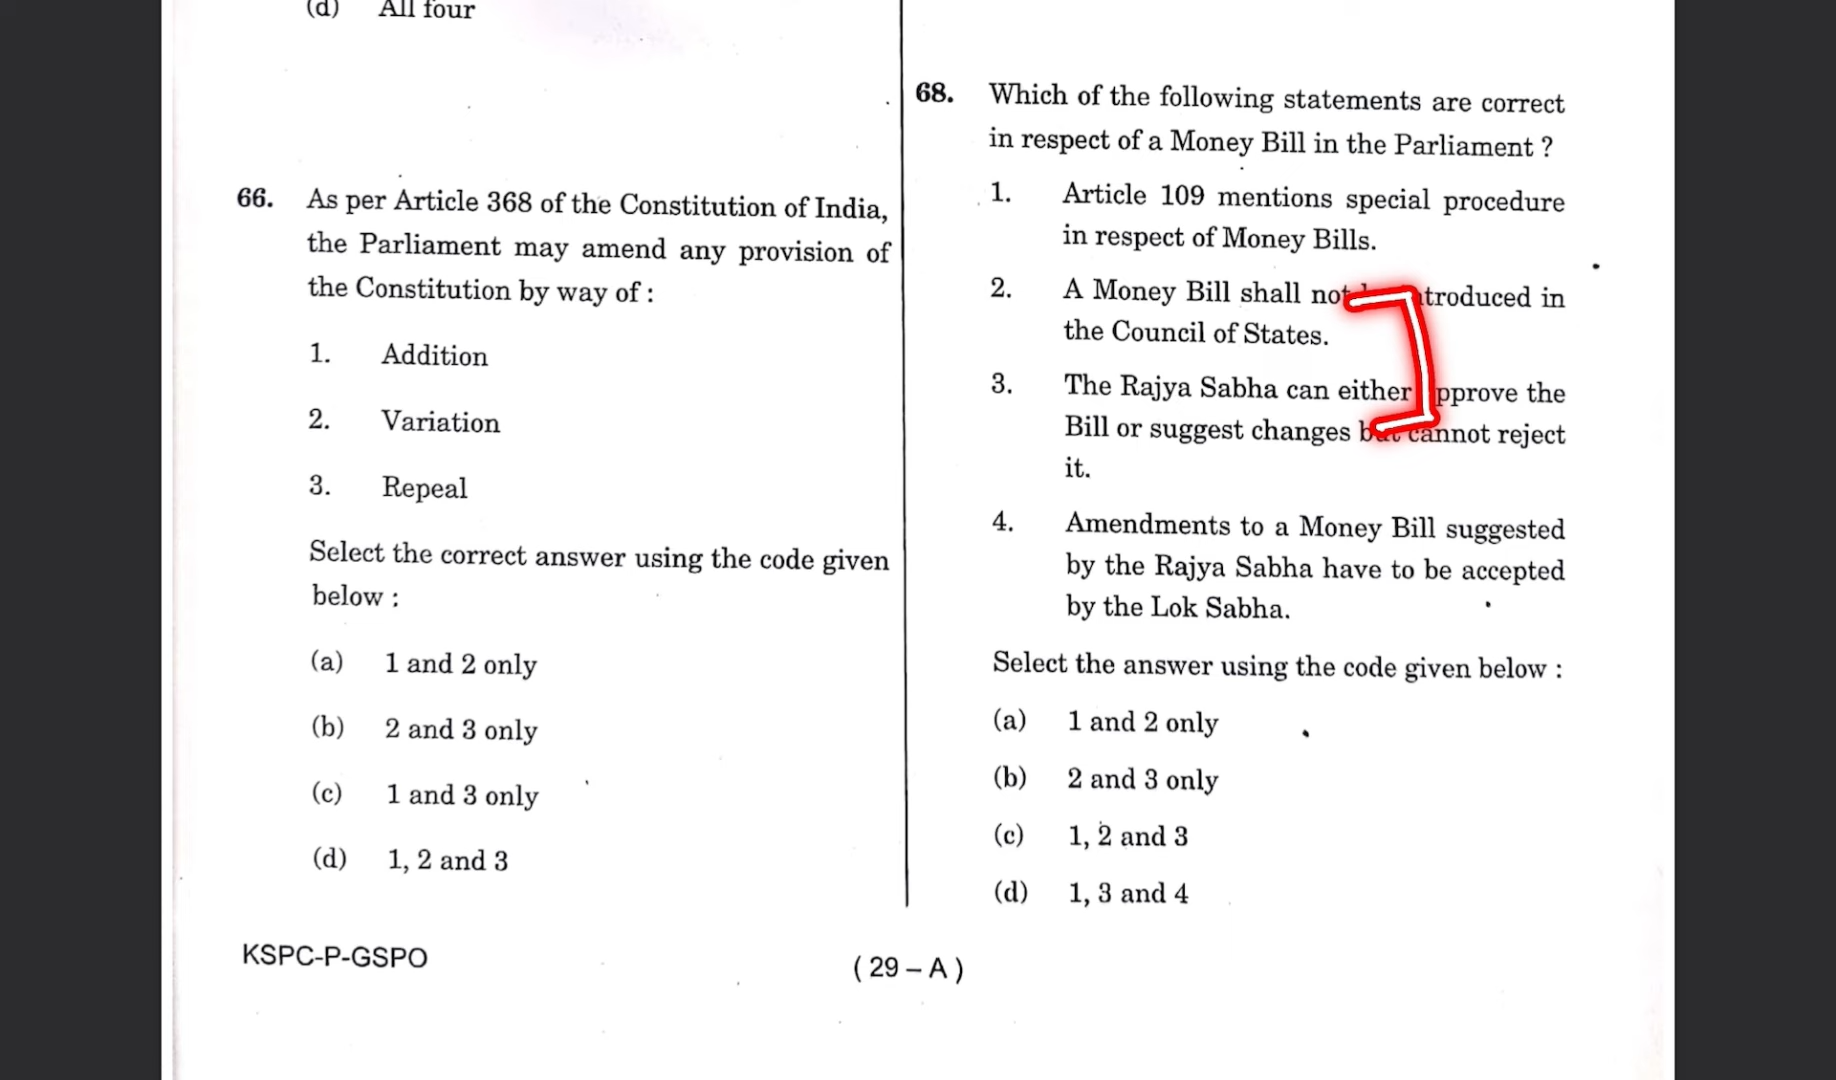 (d) All four
66. As per Article 368 of the Constitution of India,
the Parliament may amend any provision of
the Constitution by way of :
1. Addition
2. Variation
3. Repeal
Select the correct answer using the code given
below :
(a) 1 and 2 only
(b) 2 and 3 only
(c) 1 and 3 only
(d) 1, 2 and 3
68. Which of the following statements are correct
in respect of a Money Bill in the Parliament ?
1. Article 109 mentions special procedure
in respect of Money Bills.
2. A Money Bill shall not introduced in
the Council of States.
3. The Rajya Sabha can either approve the
Bill or suggest changes but cannot reject
it.
4. Amendments to a Money Bill suggested
by the Rajya Sabha have to be accepted
by the Lok Sabha.
Select the answer using the code given below :
(a) 1 and 2 only
(b) 2 and 3 only
(c) 1, 2 and 3
(d) 1, 3 and 4
KSPC-P-GSPO
( 29 – A )